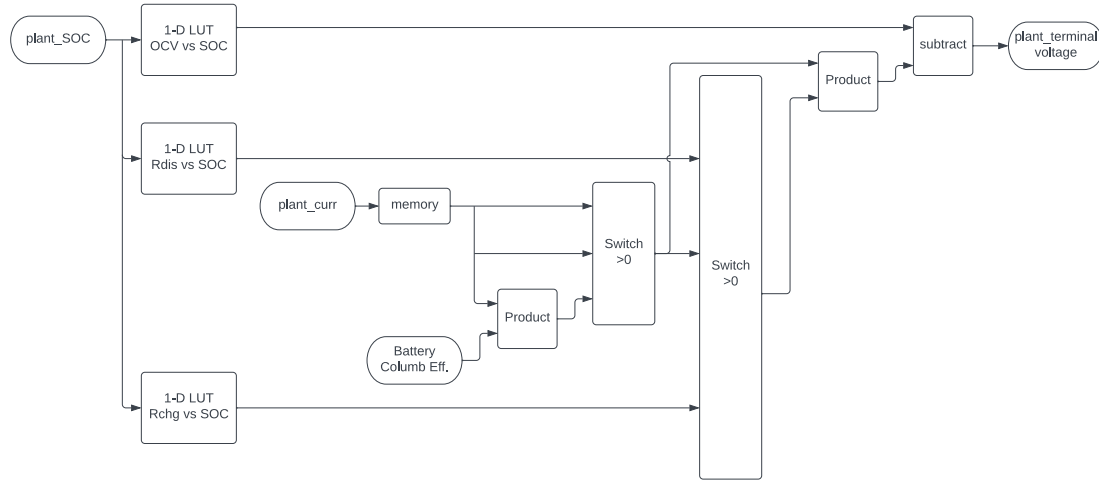 plant_SOC
1-D LUT
OCV vs SOC
subtract
plant_terminal
voltage
Product
1-D LUT
Rdis vs SOC
plant_curr
memory
Switch
>0
Switch
>0
Product
Battery
Columb Eff.
1-D LUT
Rchg vs SOC